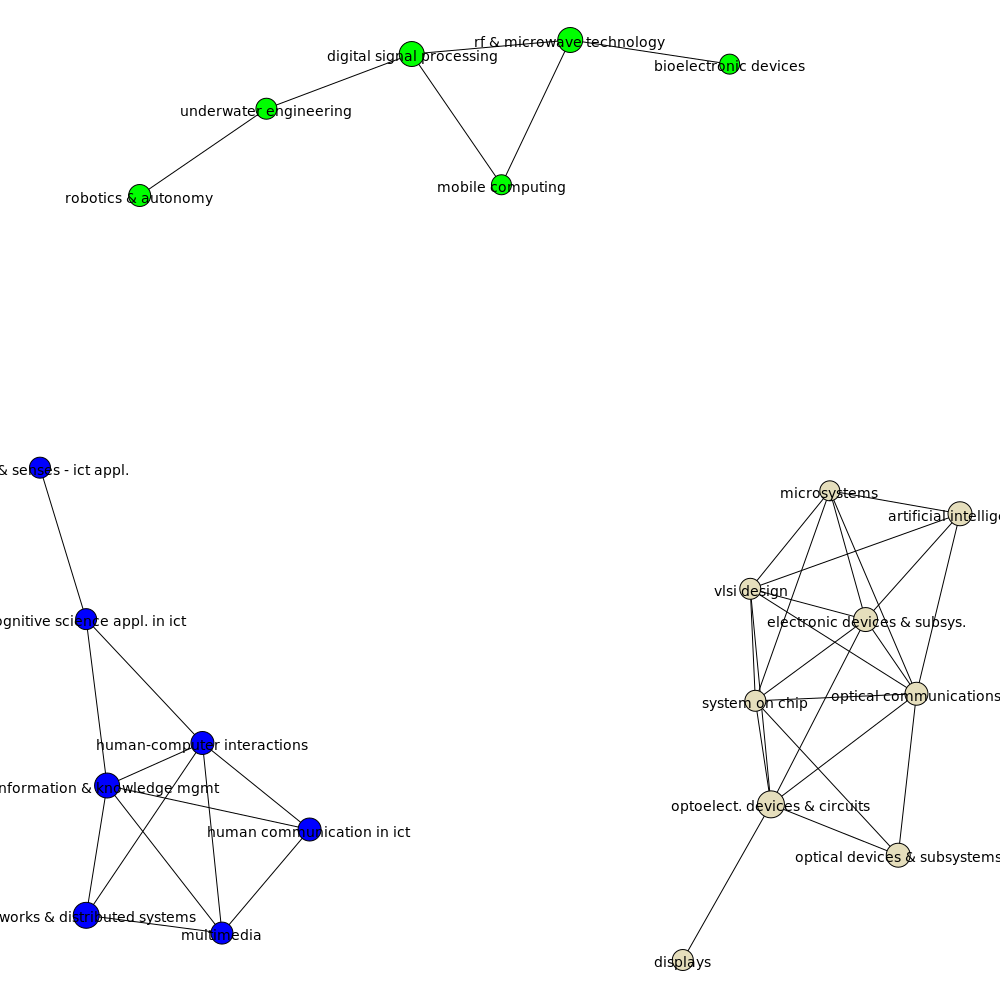 rf & microwave technology
digital signal processing
bioelectronic devices
underwater engineering
mobile computing
robotics & autonomy
& senses - ict appl.
microsystems
artificial
vlsi design
ognitive science appl. in ict
electronic devices & subsys.
optical communications
system on chip
human-computer interactions
nformation & knowledge mgmt
optoelect. devices & circuits
human communication in ict
optical devices & subsystems
works & distributed systems
multimedia
displays